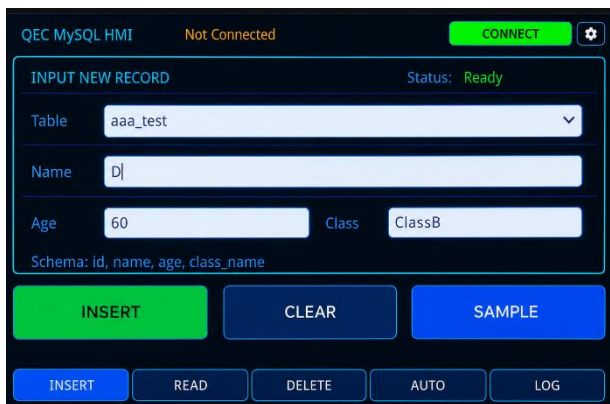 QEC MySQL HMI Not Connected CONNECT
INPUT NEW RECORD Status: Ready
Table aaa_test
Name D
Age 60 Class ClassB
Schema: id, name, age, class_name
INSERT CLEAR SAMPLE
INSERT READ DELETE AUTO LOG